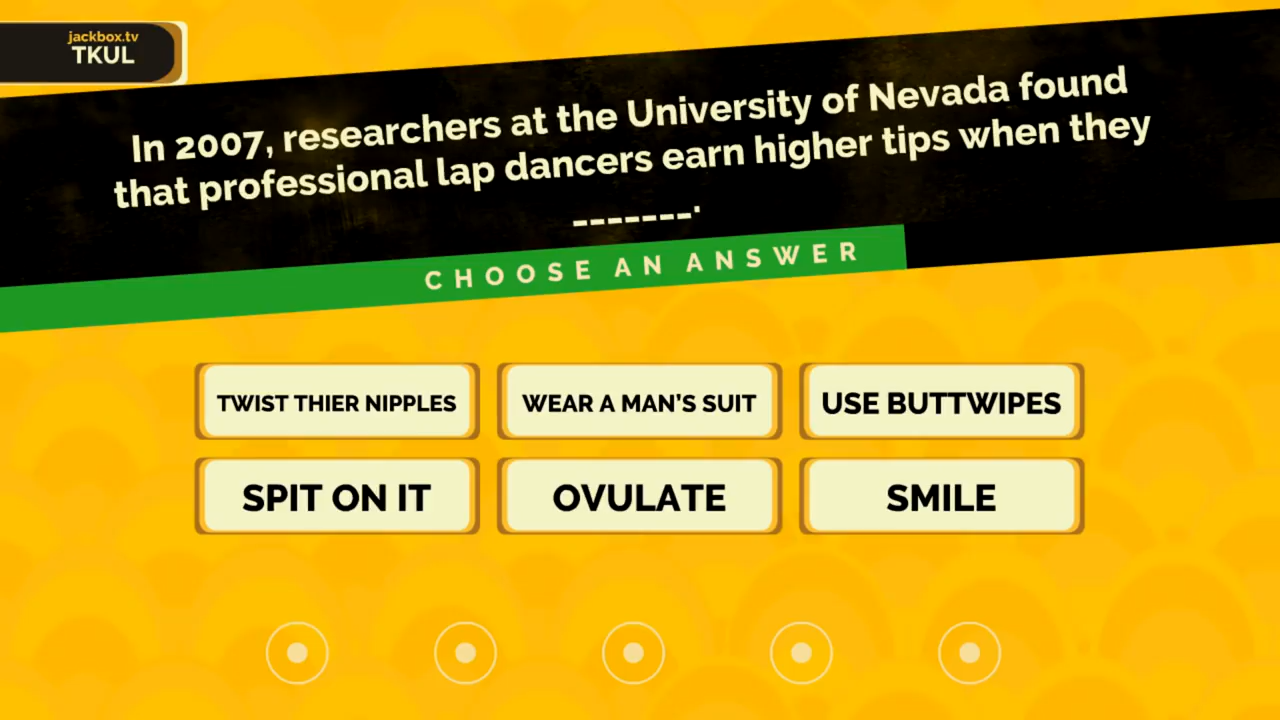 jackbox.tv
TKUL
In 2007, researchers at the University of Nevada found
that professional lap dancers earn higher tips when they
_______.
CHOOSE AN ANSWER
TWIST THIER NIPPLES
WEAR A MAN'S SUIT
USE BUTTWIPES
SPIT ON IT
OVULATE
SMILE